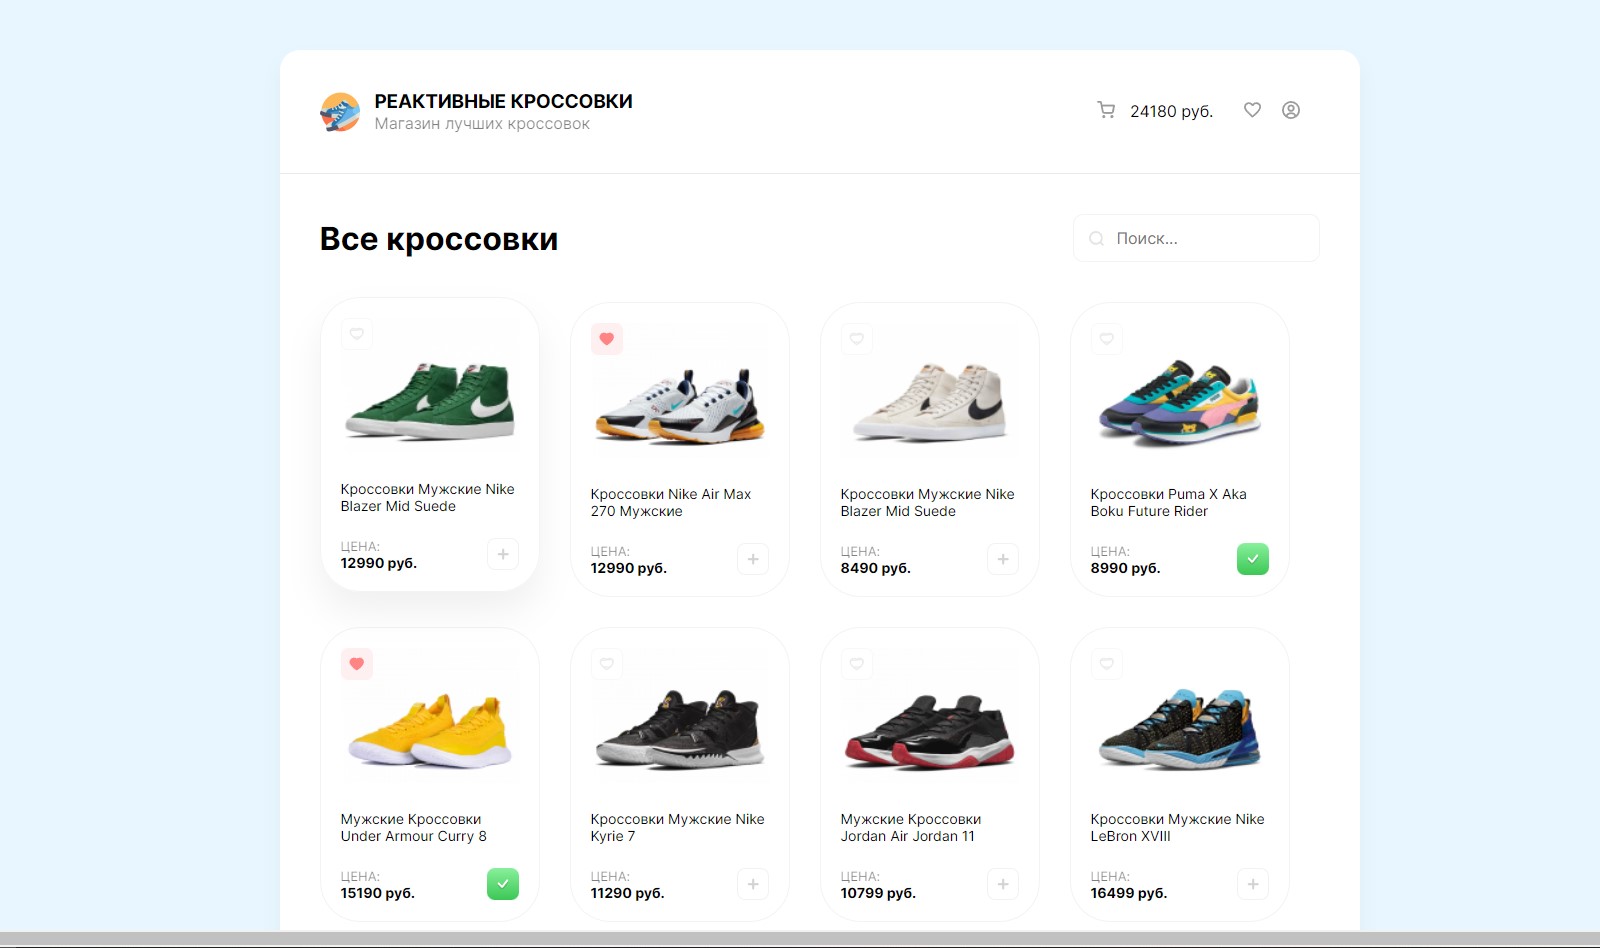 РЕАКТИВНЫЕ КРОССОВКИ
Магазин лучших кроссовок
24180 руб.
Все кроссовки
Поиск...
Кроссовки Мужские Nike
Blazer Mid Suede
ЦЕНА:
12990 руб.
Кроссовки Nike Air Max
270 Мужские
ЦЕНА:
12990 руб.
Кроссовки Мужские Nike
Blazer Mid Suede
ЦЕНА:
8490 руб.
Кроссовки Puma X Aka
Boku Future Rider
ЦЕНА:
8990 руб.
Мужские Кроссовки
Under Armour Curry 8
ЦЕНА:
15190 руб.
Кроссовки Мужские Nike
Kyrie 7
ЦЕНА:
11290 руб.
Мужские Кроссовки
Jordan Air Jordan 11
ЦЕНА:
10799 руб.
Кроссовки Мужские Nike
LeBron XVIII
ЦЕНА:
16499 руб.